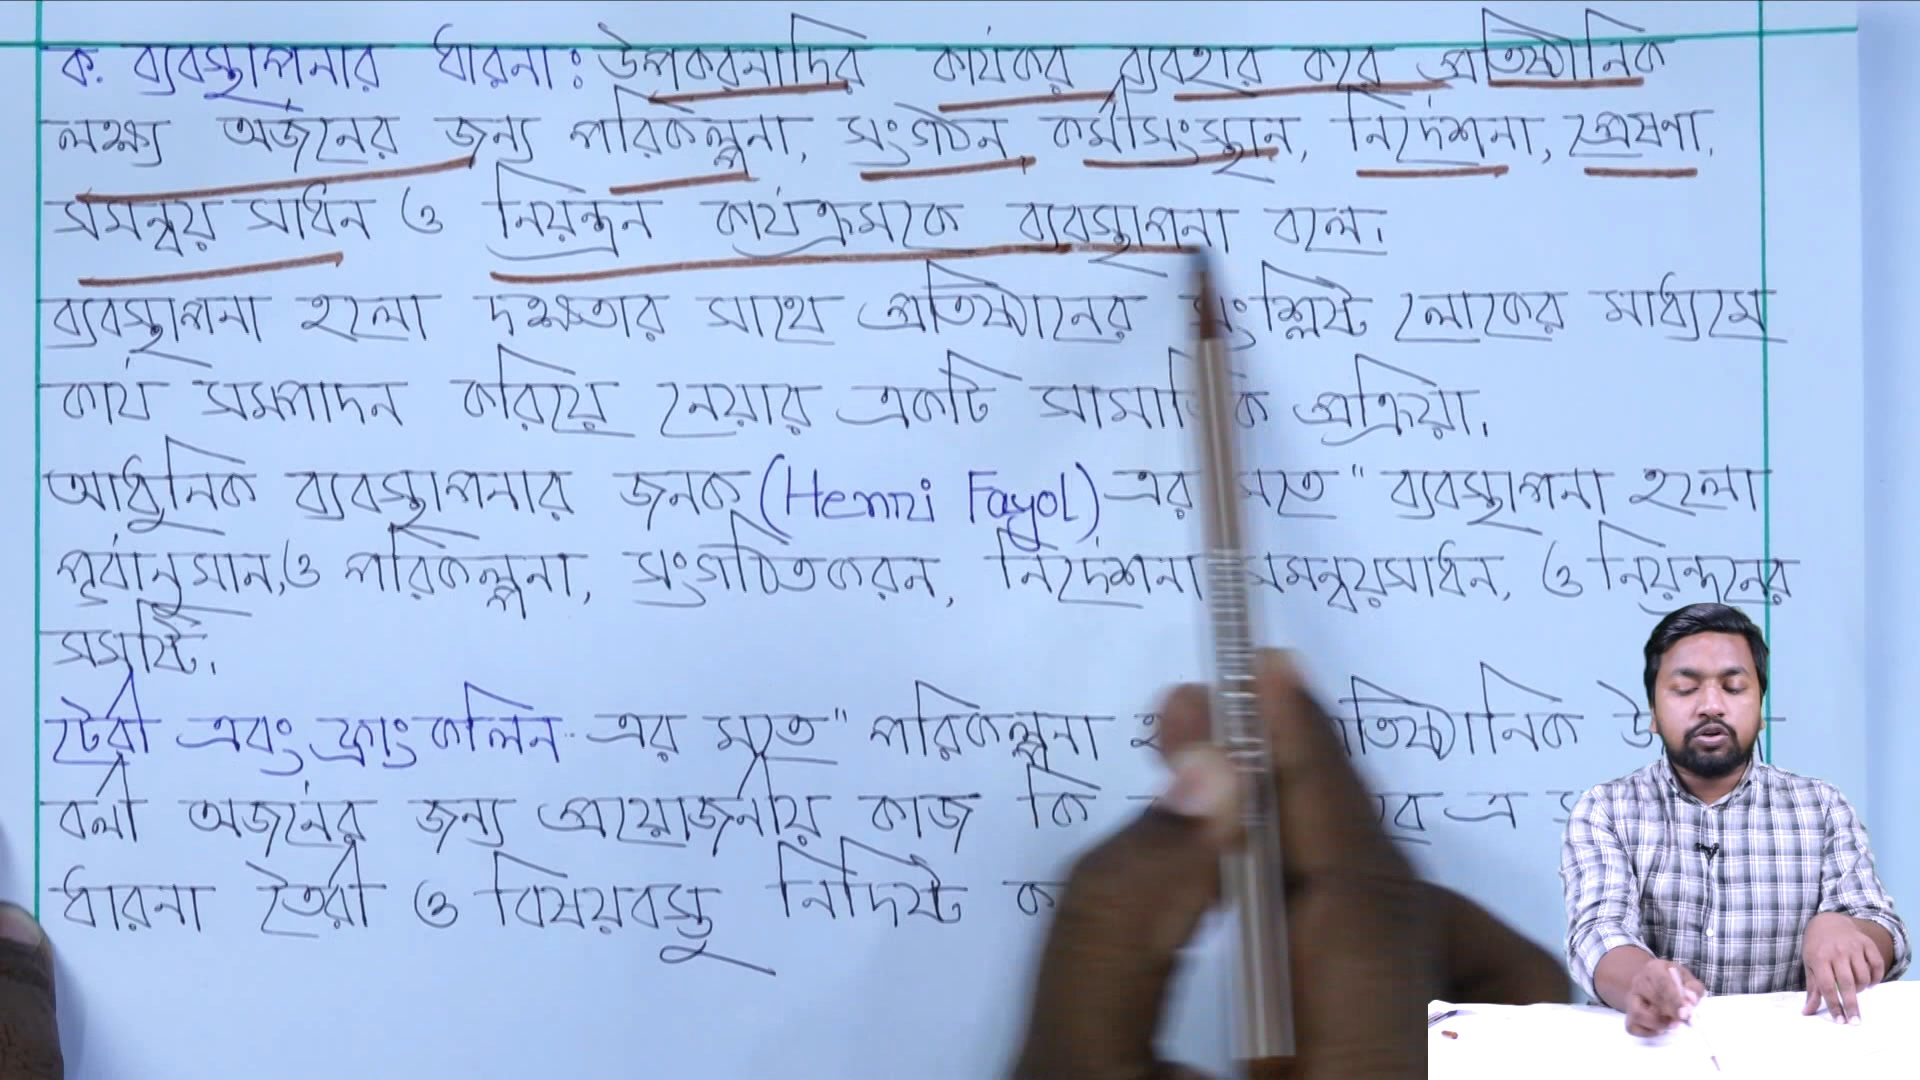 ক. ব্যবস্থাপনার ধারনা: উপকরনাদির কার্যকর ব্যবহার করে প্রতিষ্ঠানিক
লক্ষ্য অর্জনের জন্য পরিকল্পনা, সংগঠন, কর্মীসংস্থান, নির্দেশনা, প্রেষণা,
সমন্বয় সাধন ও নিয়ন্ত্রন কার্যক্রমকে ব্যবস্থাপনা বলে।
ব্যবস্থাপনা হলো দক্ষতার সাথে প্রতিষ্ঠানের সংশ্লিষ্ট লোকের মাধ্যমে
কার্য সম্পাদন করিয়ে নেয়ার একটি সামাজিক প্রক্রিয়া।
আধুনিক ব্যবস্থাপনার জনক (Henri Fayol) এর মতে "ব্যবস্থাপনা হলো
পূর্বানুমান,ও পরিকল্পনা, সংগঠিতকরন, নির্দেশনা সমন্বয়সাধন, ও নিয়ন্ত্রনের
সমষ্টি।
টেরী এবং ফ্রাংকলিন এর মতে "পরিকল্পনা
বলী অর্জনের জন্য প্রয়োজনীয় কাজ কি এ
ধারনা তৈরী ও বিষয়বস্তু নির্দিষ্ট